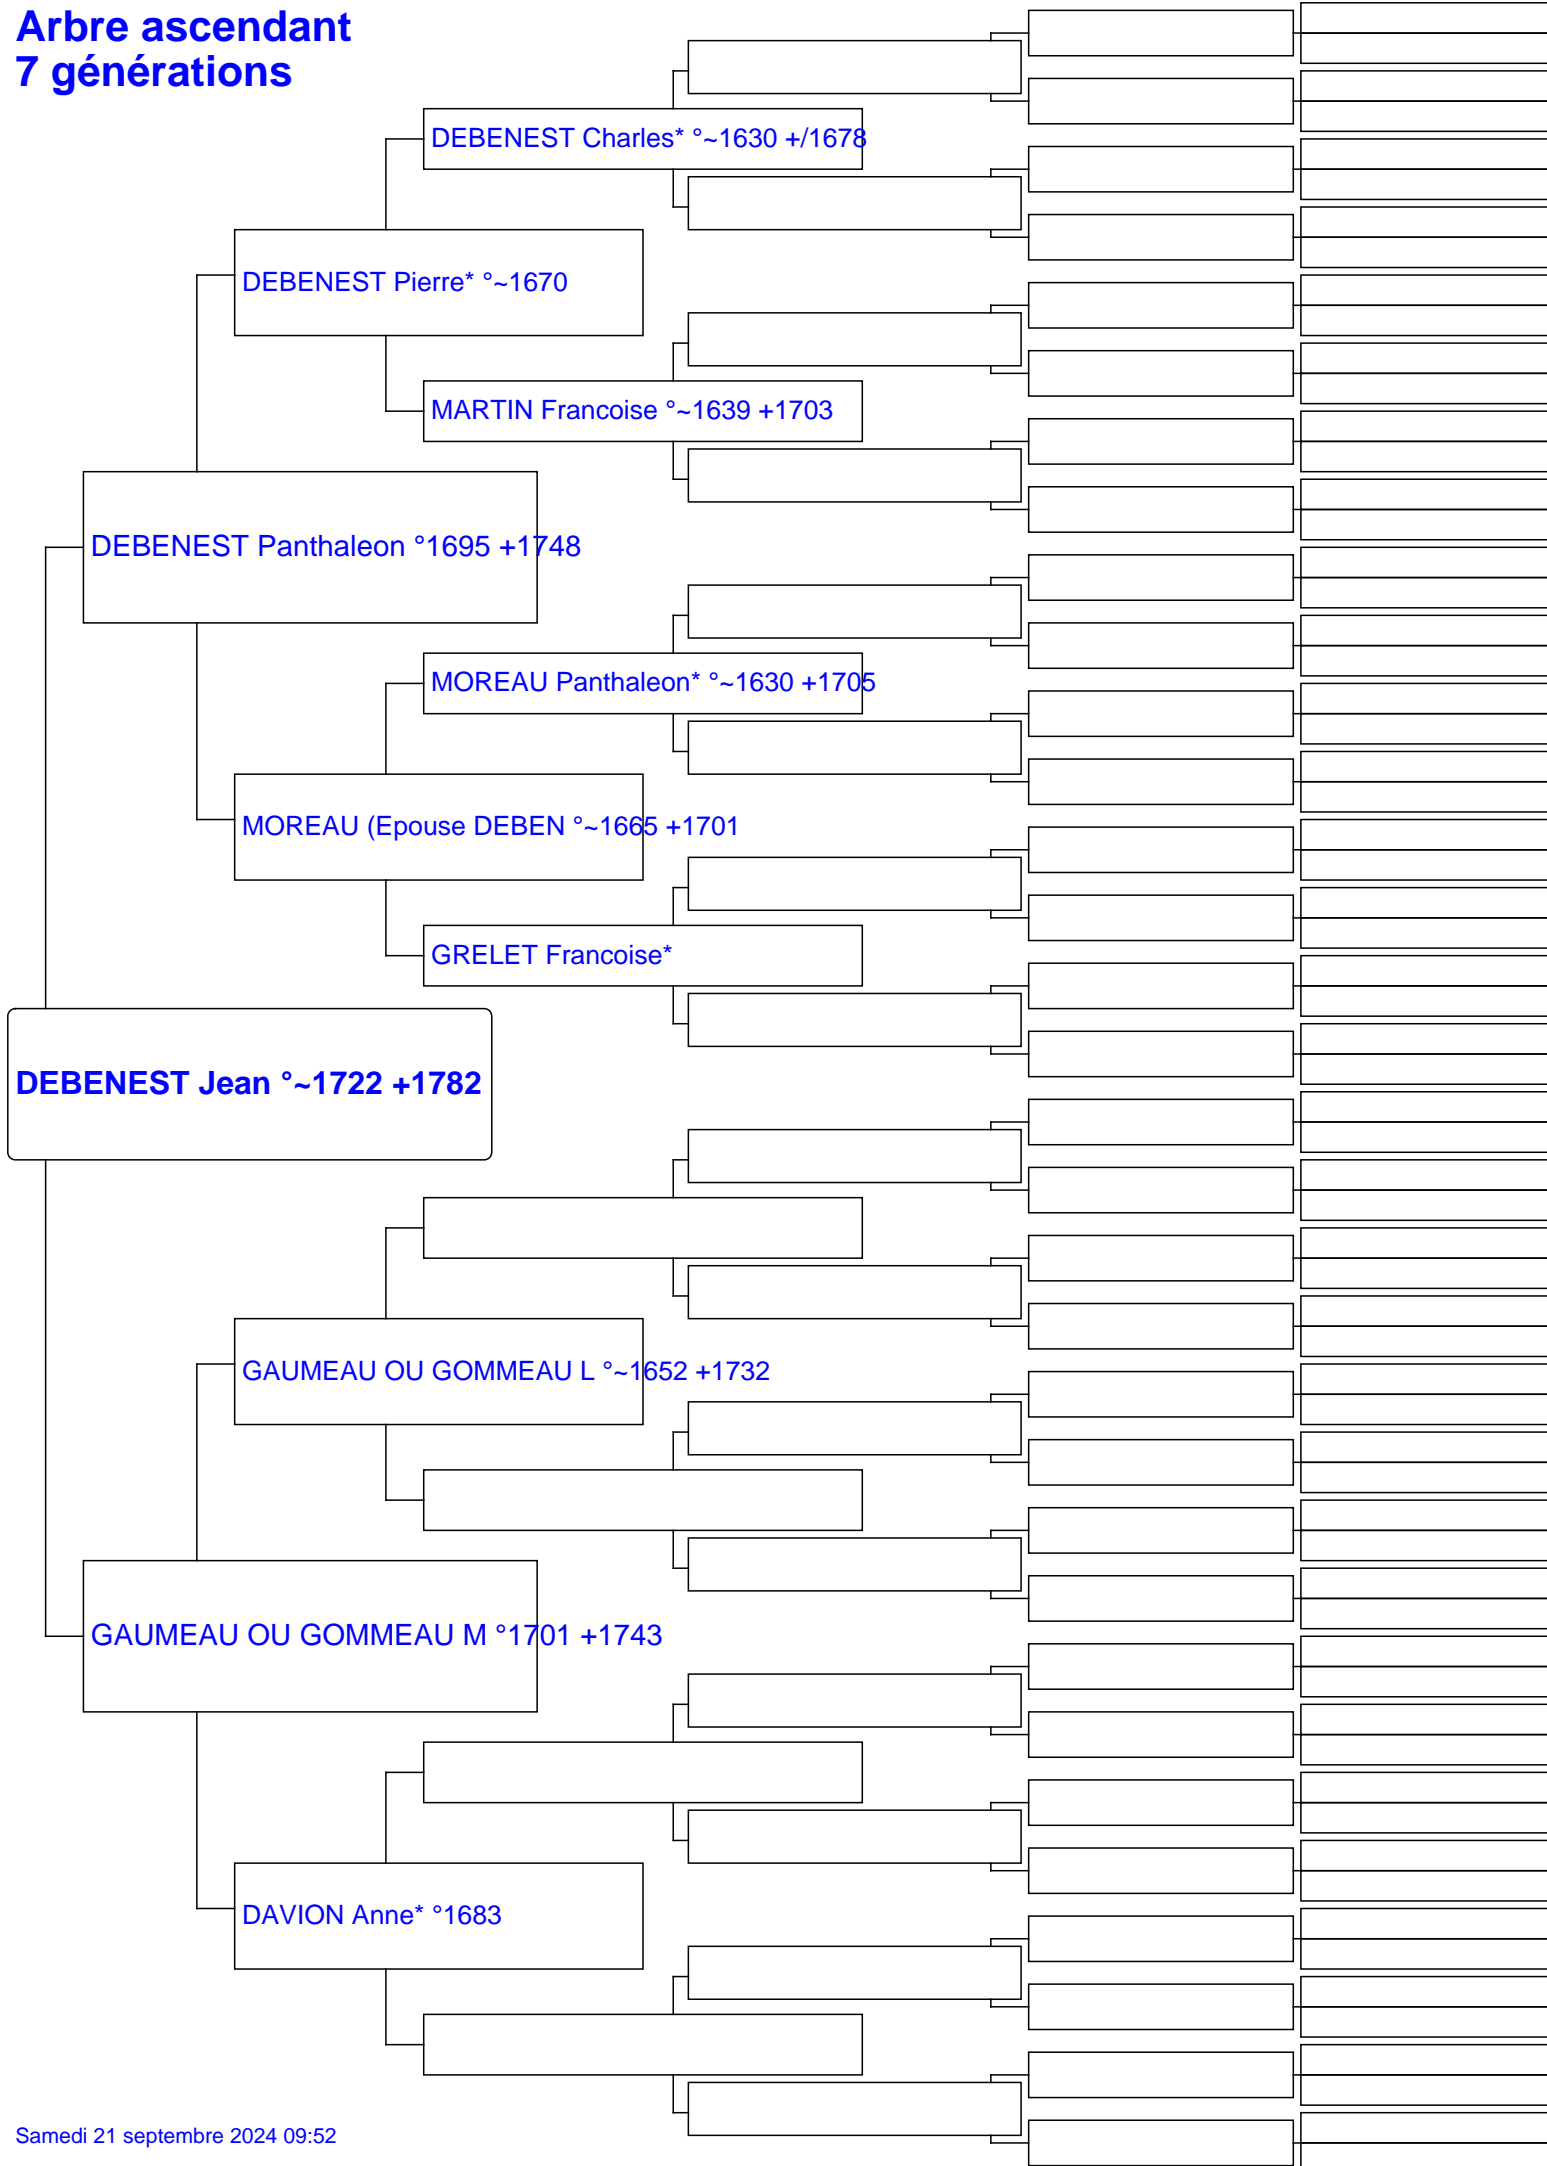 Arbre ascendant
7 générations
DEBENEST Charles* °~1630 +/1678
DEBENEST Pierre* °~1670
MARTIN Francoise °~1639 +1703
DEBENEST Panthaleon °1695 +1748
MOREAU Panthaleon* °~1630 +1705
MOREAU (Epouse DEBEN °~1665 +1701
GRELET Francoise*
DEBENEST Jean °~1722 +1782
GAUMEAU OU GOMMEAU L °~1652 +1732
GAUMEAU OU GOMMEAU M °1701 +1743
DAVION Anne* °1683
Samedi 21 septembre 2024 09:52